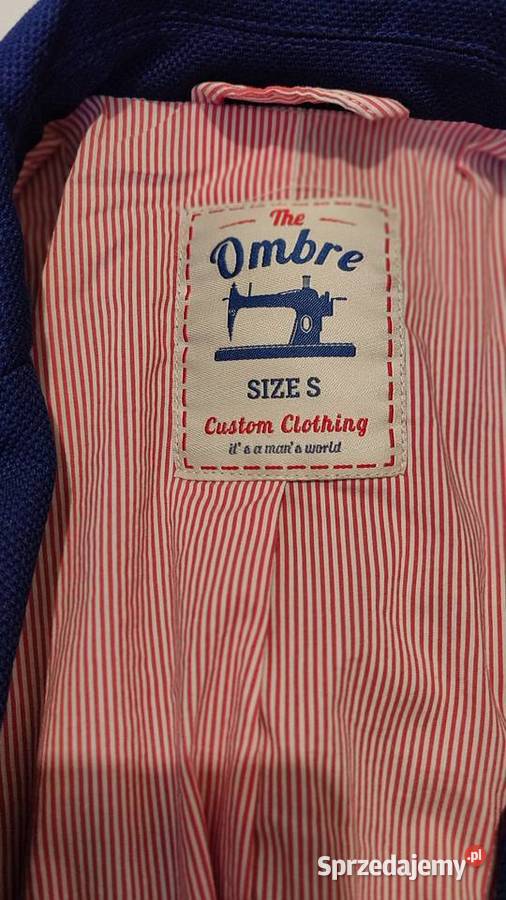 The
Ombre
SIZE S
Custom Clothing
it's a man's world
Sprzedajemy.pl